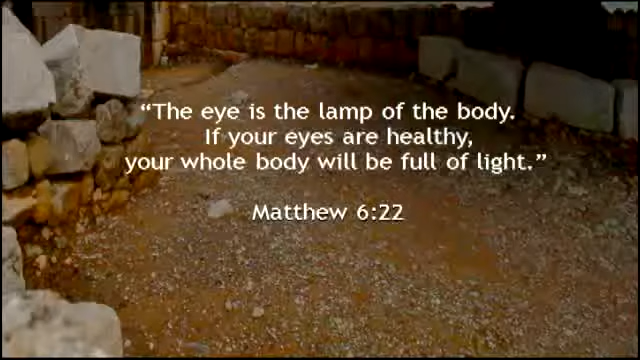 “The eye is the lamp of the body.
If your eyes are healthy,
your whole body will be full of light.”
Matthew 6:22